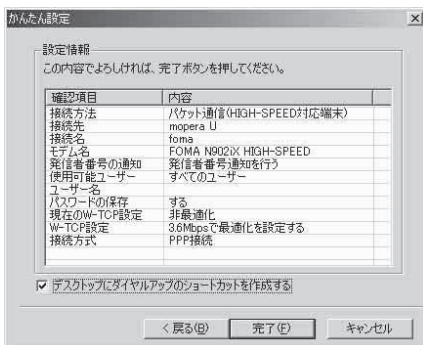 かんたん設定
設定情報
この内容でよろしければ、完了ボタンを押してください。
確認項目 内容
接続方法 パケット通信(HIGH-SPEED対応端末)
接続先 mopera U
接続名 foma
モデム名 FOMA N902iX HIGH-SPEED
発信者番号の通知 発信者番号通知を行う
使用可能ユーザー すべてのユーザー
ユーザー名
パスワードの保存 する
現在のW-TCP設定 非最適化
W-TCP設定 3.6Mbpsで最適化を設定する
接続方式 PPP接続
デスクトップにダイヤルアップのショートカットを作成する
< 戻る(B) 完了(F) キャンセル